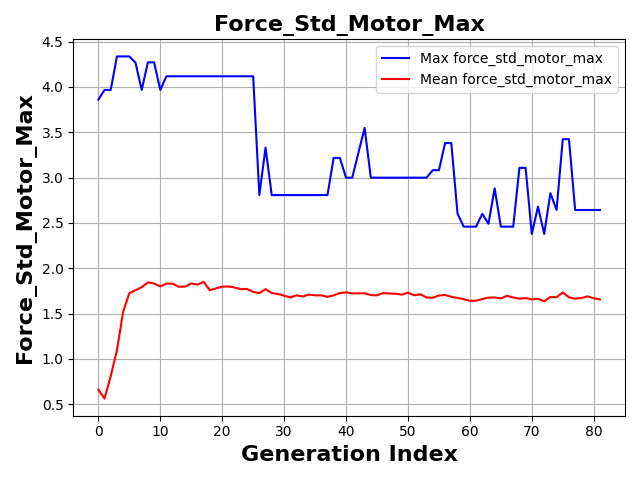 Force_Std_Motor_Max
Max force_std_motor_max
Mean force_std_motor_max
Force_Std_Motor_Max
4.5
4.0
3.5
3.0
2.5
2.0
1.5
1.0
0.5
0 10 20 30 40 50 60 70 80
Generation Index